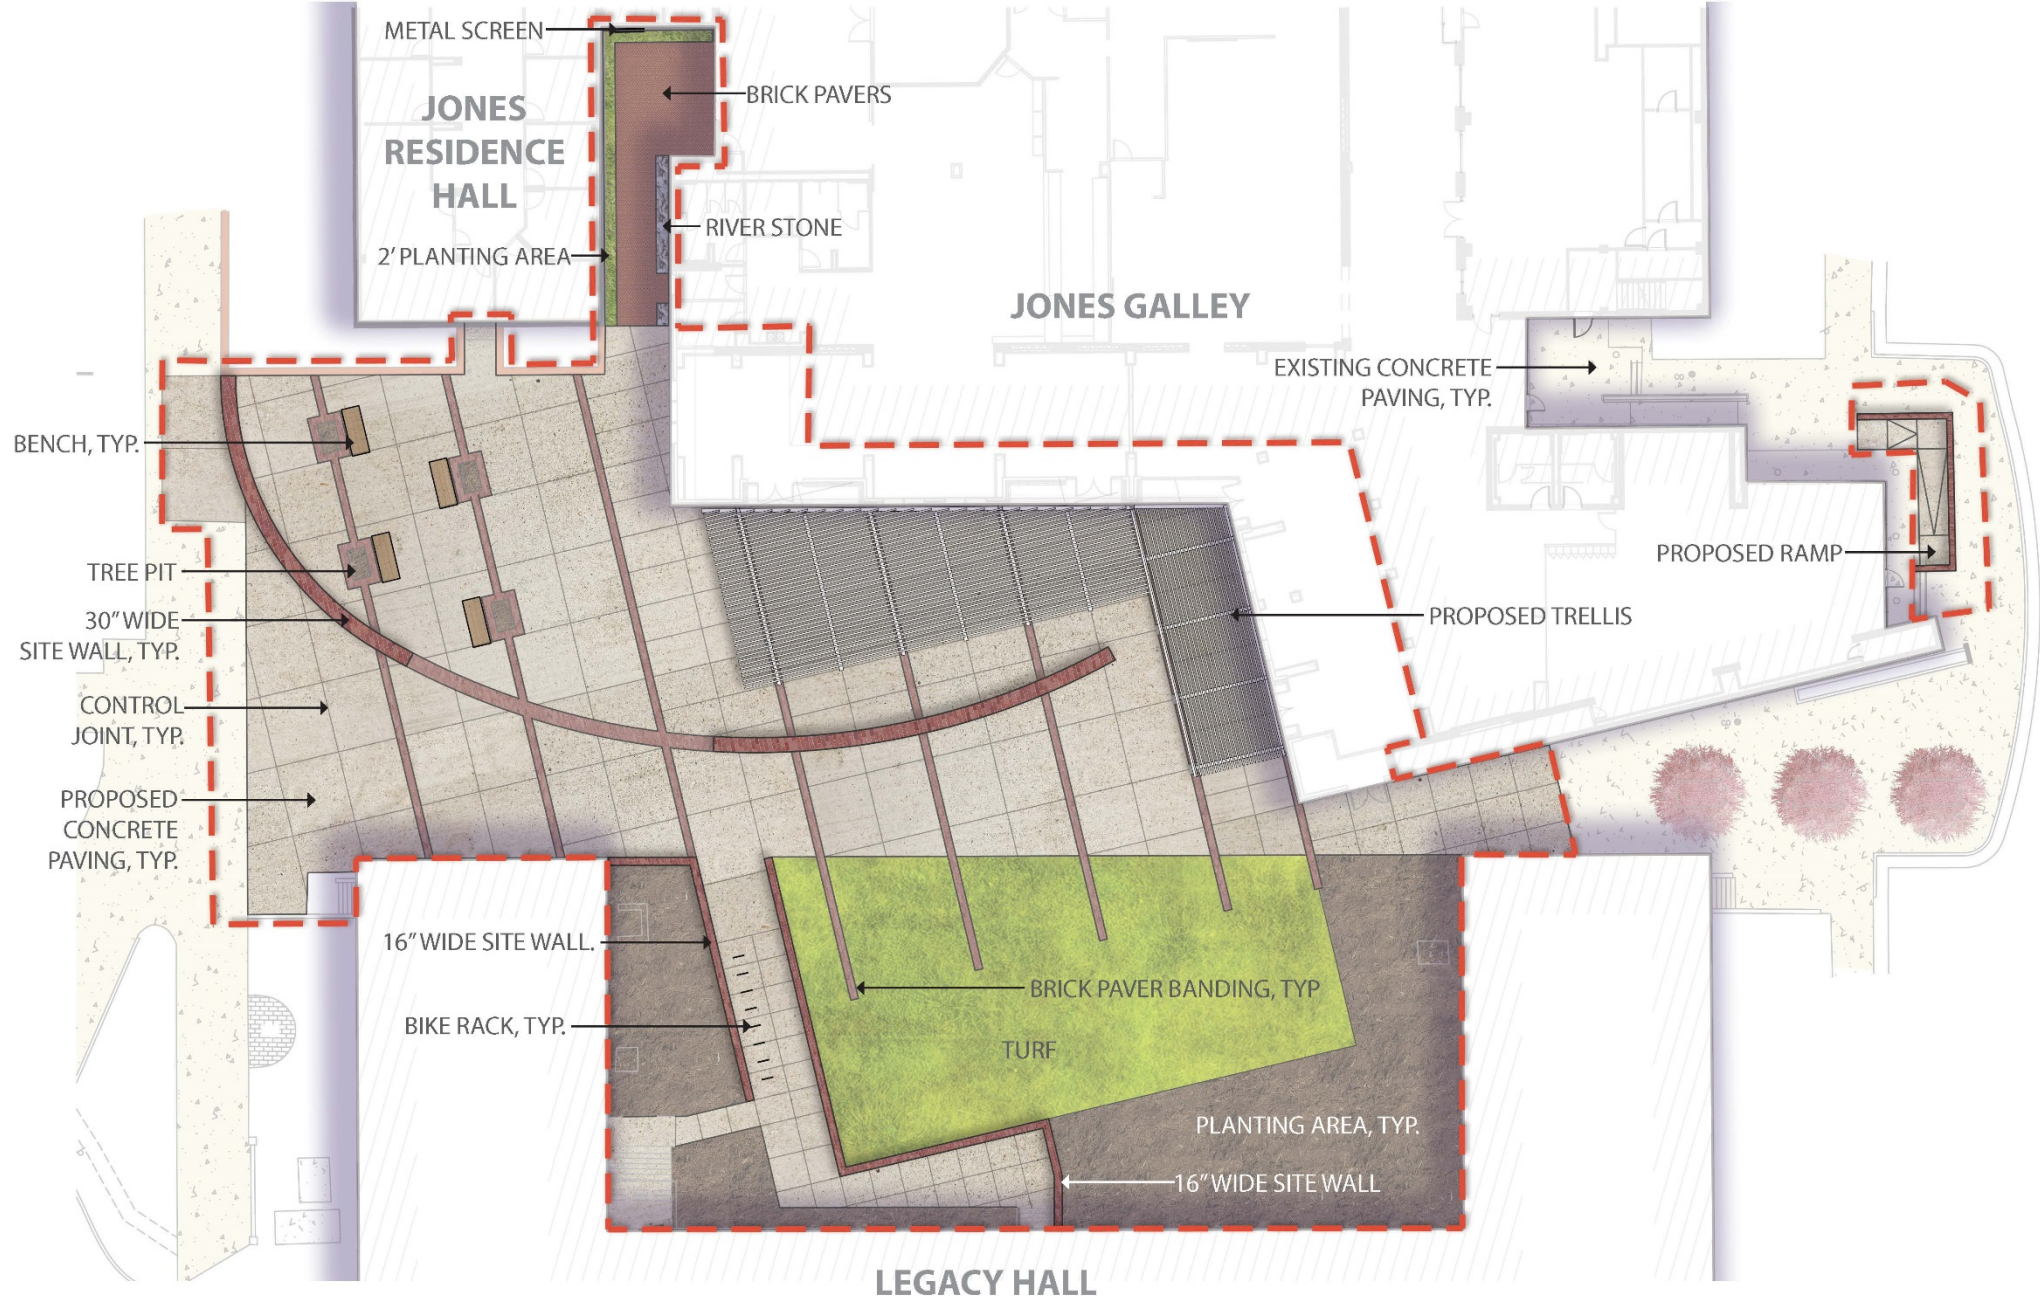 METAL SCREEN
BRICK PAVERS
JONES
RESIDENCE
HALL
RIVER STONE
2' PLANTING AREA
JONES GALLEY
EXISTING CONCRETE
PAVING, TYP.
BENCH, TYP.
PROPOSED RAMP
TREE PIT
30" WIDE
SITE WALL, TYP.
PROPOSED TRELLIS
CONTROL
JOINT, TYP.
PROPOSED
CONCRETE
PAVING, TYP.
16" WIDE SITE WALL.
BRICK PAVER BANDING, TYP
BIKE RACK, TYP.
TURF
PLANTING AREA, TYP.
16" WIDE SITE WALL
LEGACY HALL